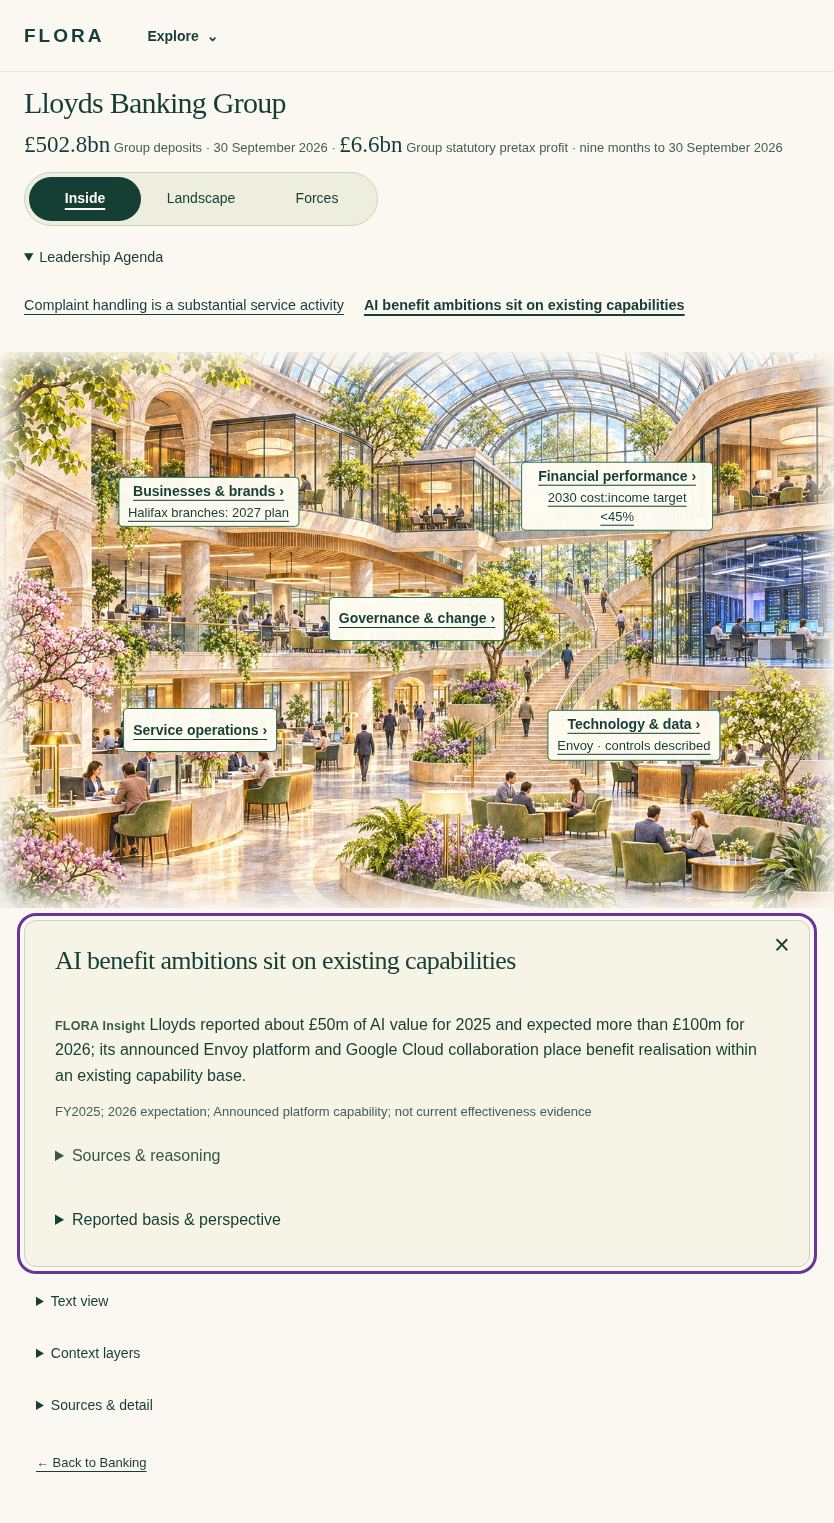 FLORA
Explore ⌄
Lloyds Banking Group
£502.8bn Group deposits · 30 September 2026 · £6.6bn Group statutory pretax profit · nine months to 30 September 2026
Inside
Landscape
Forces
▼ Leadership Agenda
Complaint handling is a substantial service activity
AI benefit ambitions sit on existing capabilities
Businesses & brands ›
Halifax branches: 2027 plan
Financial performance ›
2030 cost:income target
<45%
Governance & change ›
Service operations ›
Technology & data ›
Envoy · controls described
AI benefit ambitions sit on existing capabilities
✕
FLORA Insight Lloyds reported about £50m of AI value for 2025 and expected more than £100m for
2026; its announced Envoy platform and Google Cloud collaboration place benefit realisation within
an existing capability base.
FY2025; 2026 expectation; Announced platform capability; not current effectiveness evidence
▶ Sources & reasoning
▶ Reported basis & perspective
▶ Text view
▶ Context layers
▶ Sources & detail
← Back to Banking